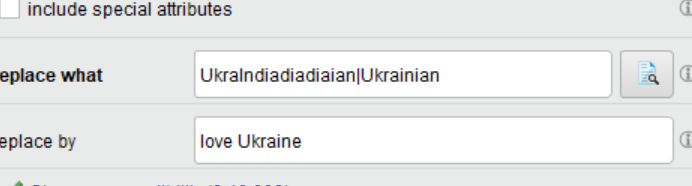 include special attributes
eplace what
UkraIndiadiadiaian|Ukrainian
eplace by
love Ukraine